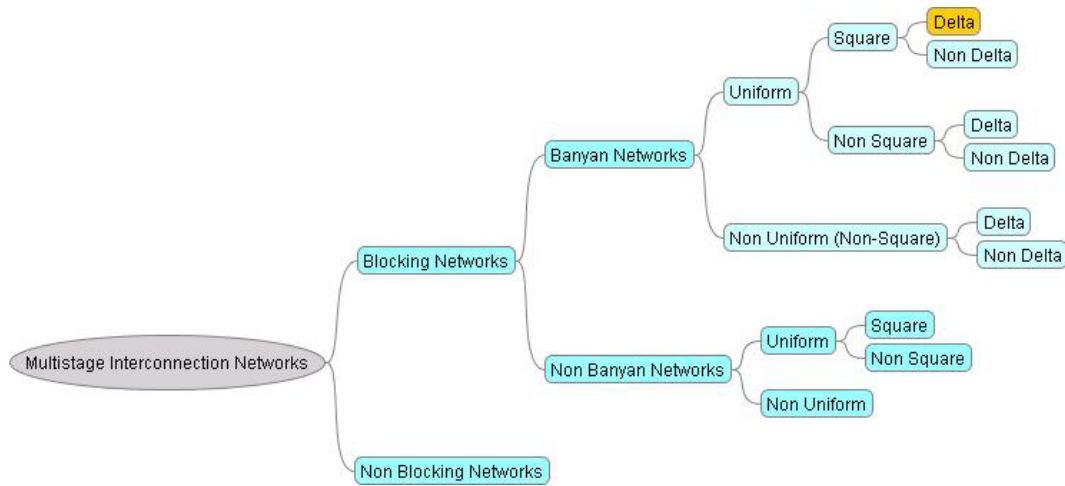 Delta
Square
Non Delta
Uniform
Delta
Non Square
Non Delta
Banyan Networks
Delta
Non Uniform (Non-Square)
Non Delta
Blocking Networks
Square
Uniform
Non Square
Multistage Interconnection Networks
Non Banyan Networks
Non Uniform
Non Blocking Networks